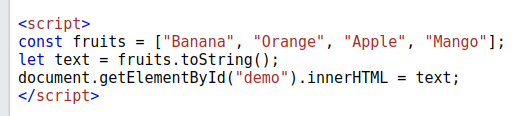 <script>
const fruits = ["Banana", "Orange", "Apple", "Mango"];
let text = fruits.toString();
document.getElementById("demo").innerHTML = text;
</script>